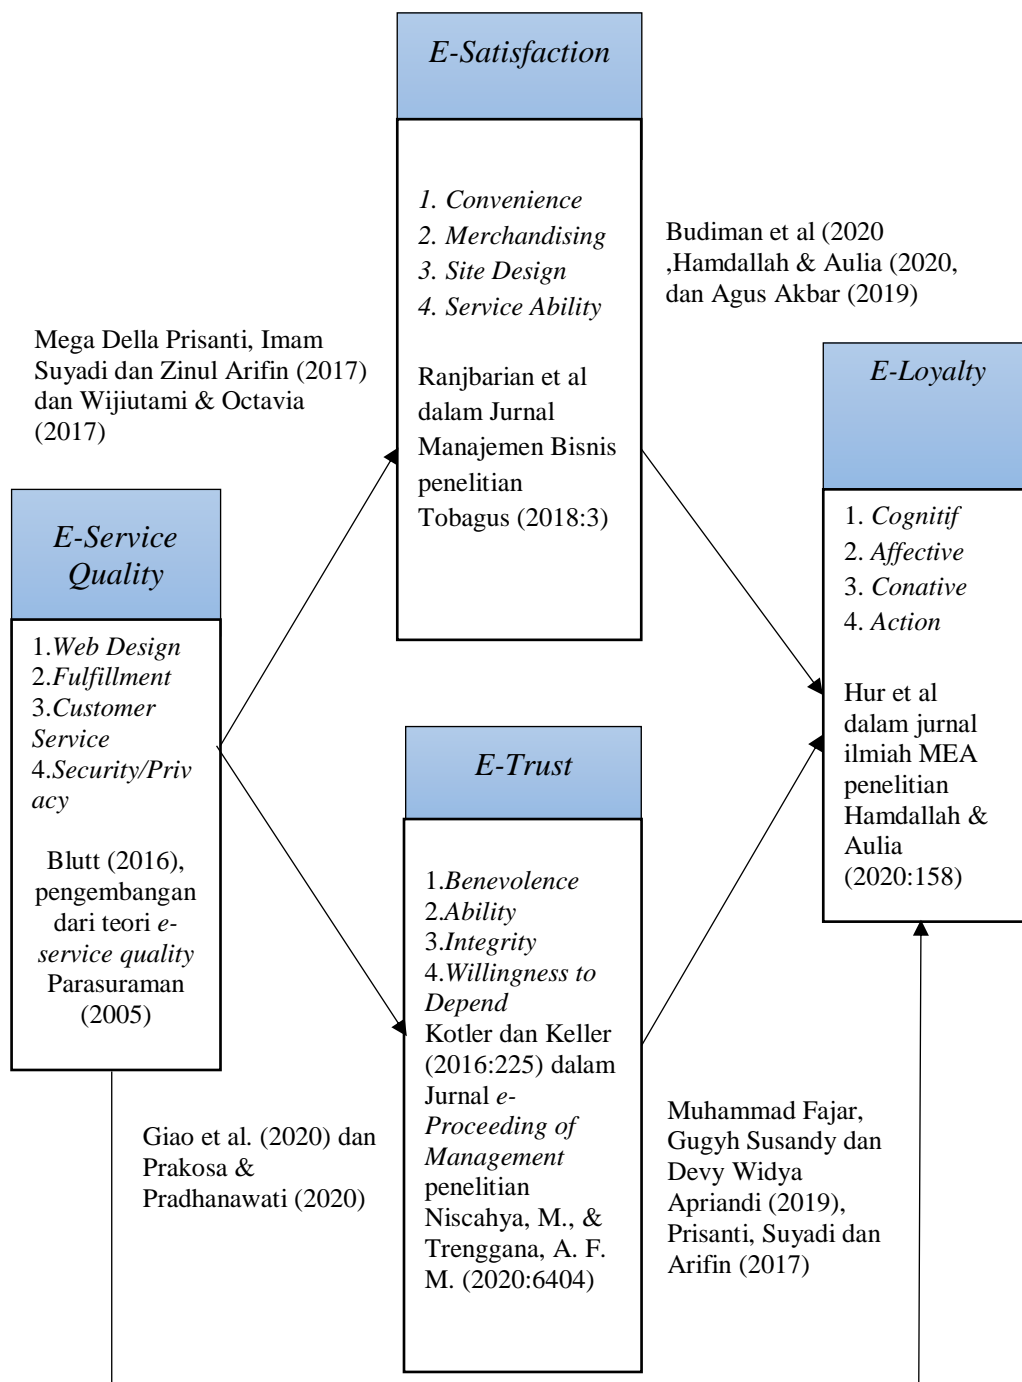 E-Satisfaction
1. Convenience
2. Merchandising
3. Site Design
4. Service Ability
Ranjbarian et al
dalam Jurnal
Manajemen Bisnis
penelitian
Tobagus (2018:3)
Budiman et al (2020
,Hamdallah & Aulia (2020,
dan Agus Akbar (2019)
Mega Della Prisanti, Imam
Suyadi dan Zinul Arifin (2017)
dan Wijiutami & Octavia
(2017)
E-Loyalty
1. Cognitif
2. Affective
3. Conative
4. Action
Hur et al
dalam jurnal
ilmiah MEA
penelitian
Hamdallah &
Aulia
(2020:158)
E-Service
Quality
1.Web Design
2.Fulfillment
3.Customer
Service
4.Security/Priv
acy
Blutt (2016),
pengembangan
dari teori e-
service quality
Parasuraman
(2005)
E-Trust
1.Benevolence
2.Ability
3.Integrity
4.Willingness to
Depend
Kotler dan Keller
(2016:225) dalam
Jurnal e-
Proceeding of
Management
penelitian
Niscahya, M., &
Trenggana, A. F.
M. (2020:6404)
Giao et al. (2020) dan
Prakosa &
Pradhanawati (2020)
Muhammad Fajar,
Gugyh Susandy dan
Devy Widya
Apriandi (2019),
Prisanti, Suyadi dan
Arifin (2017)